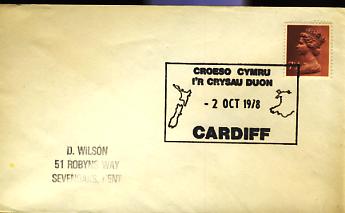 CROESO CYMRU
I'R CRYSAU DUON
- 2 OCT 1978
CARDIFF
D. WILSON
51 ROBYNS WAY
SEVENOAKS, KENT